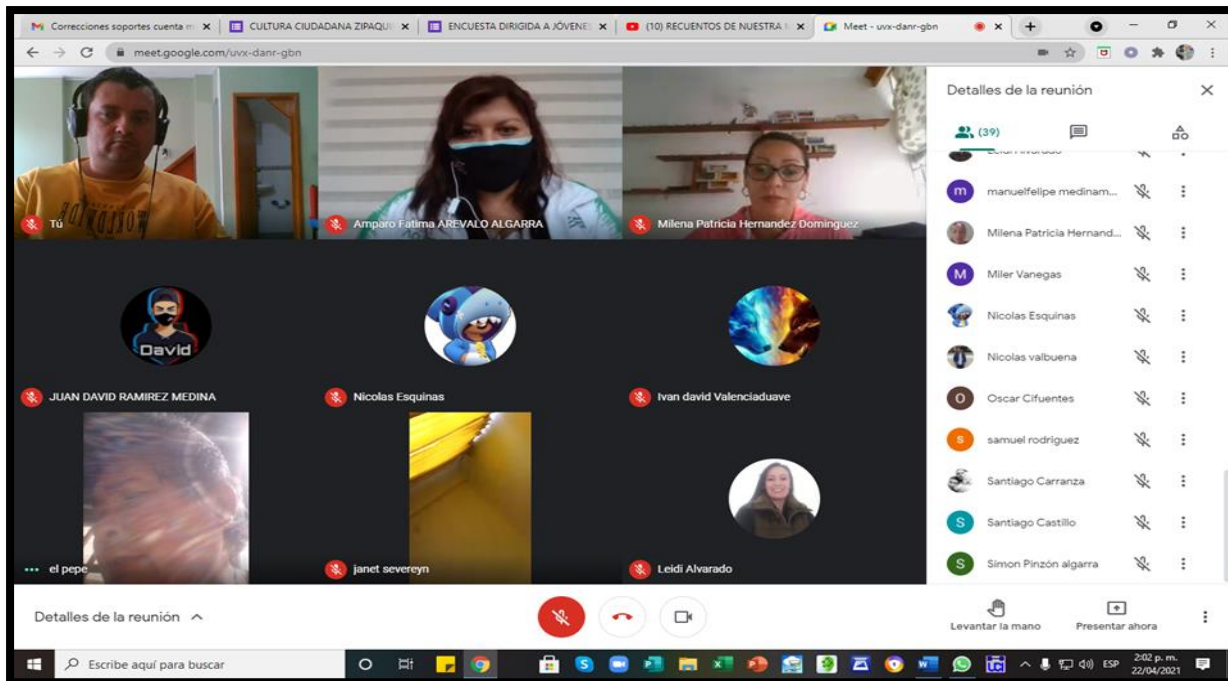 Correcciones soportes cuenta m
CULTURA CIUDADANA ZIPAQUI
ENCUESTA DIRIGIDA A JÓVENE
(10) RECUENTOS DE NUESTRA
Meet - uvx-danr-gbn
meet.google.com/uvx-danr-gbn
Detalles de la reunión
(39)
Tú
Amparo Fatima AREVALO ALGARRA
Milena Patricia Hernandez Dominguez
David
JUAN DAVID RAMIREZ MEDINA
Nicolas Esquinas
Ivan david Valenciaduave
el pepe
janet severeyn
Leidi Alvarado
m
manuelfelipe medinam...
Milena Patricia Hernand...
M
Miler Vanegas
Nicolas Esquinas
Nicolas valbuena
O
Oscar Cifuentes
s
samuel rodriguez
Santiago Carranza
S
Santiago Castillo
S
Simon Pinzón algarra
Detalles de la reunión
Levantar la mano
Presentar ahora
Escribe aquí para buscar
ESP
2:02 p. m.
22/04/2021